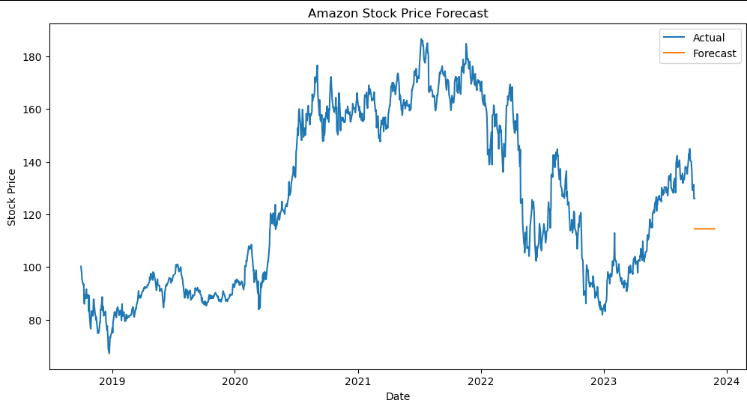 Amazon Stock Price Forecast
Actual
Forecast
180
160
140
120
100
80
Stock Price
2019 2020 2021 2022 2023 2024
Date